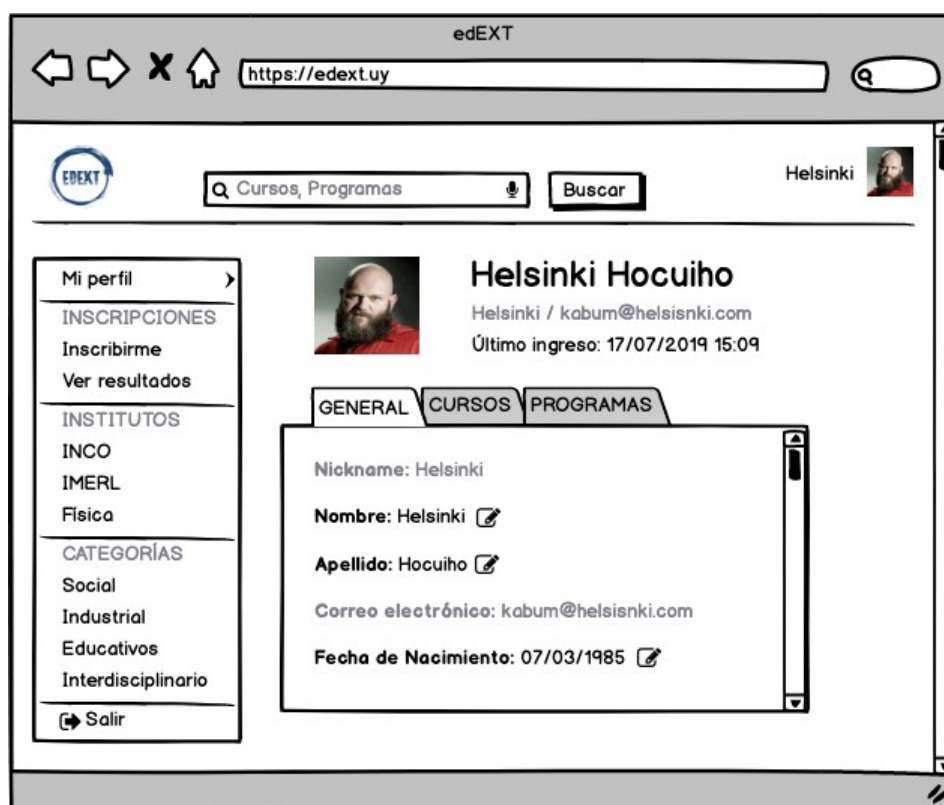 edEXT
https://edext.uy
EDEXT
Cursos, Programas
Buscar
Helsinki
Mi perfil
INSCRIPCIONES
Inscribirme
Ver resultados
INSTITUTOS
INCO
IMERL
Física
CATEGORÍAS
Social
Industrial
Educativos
Interdisciplinario
Salir
Helsinki Hocuiho
Helsinki / kabum@helsisnki.com
Último ingreso: 17/07/2019 15:09
GENERAL CURSOS PROGRAMAS
Nickname: Helsinki
Nombre: Helsinki
Apellido: Hocuiho
Correo electrónico: kabum@helsisnki.com
Fecha de Nacimiento: 07/03/1985